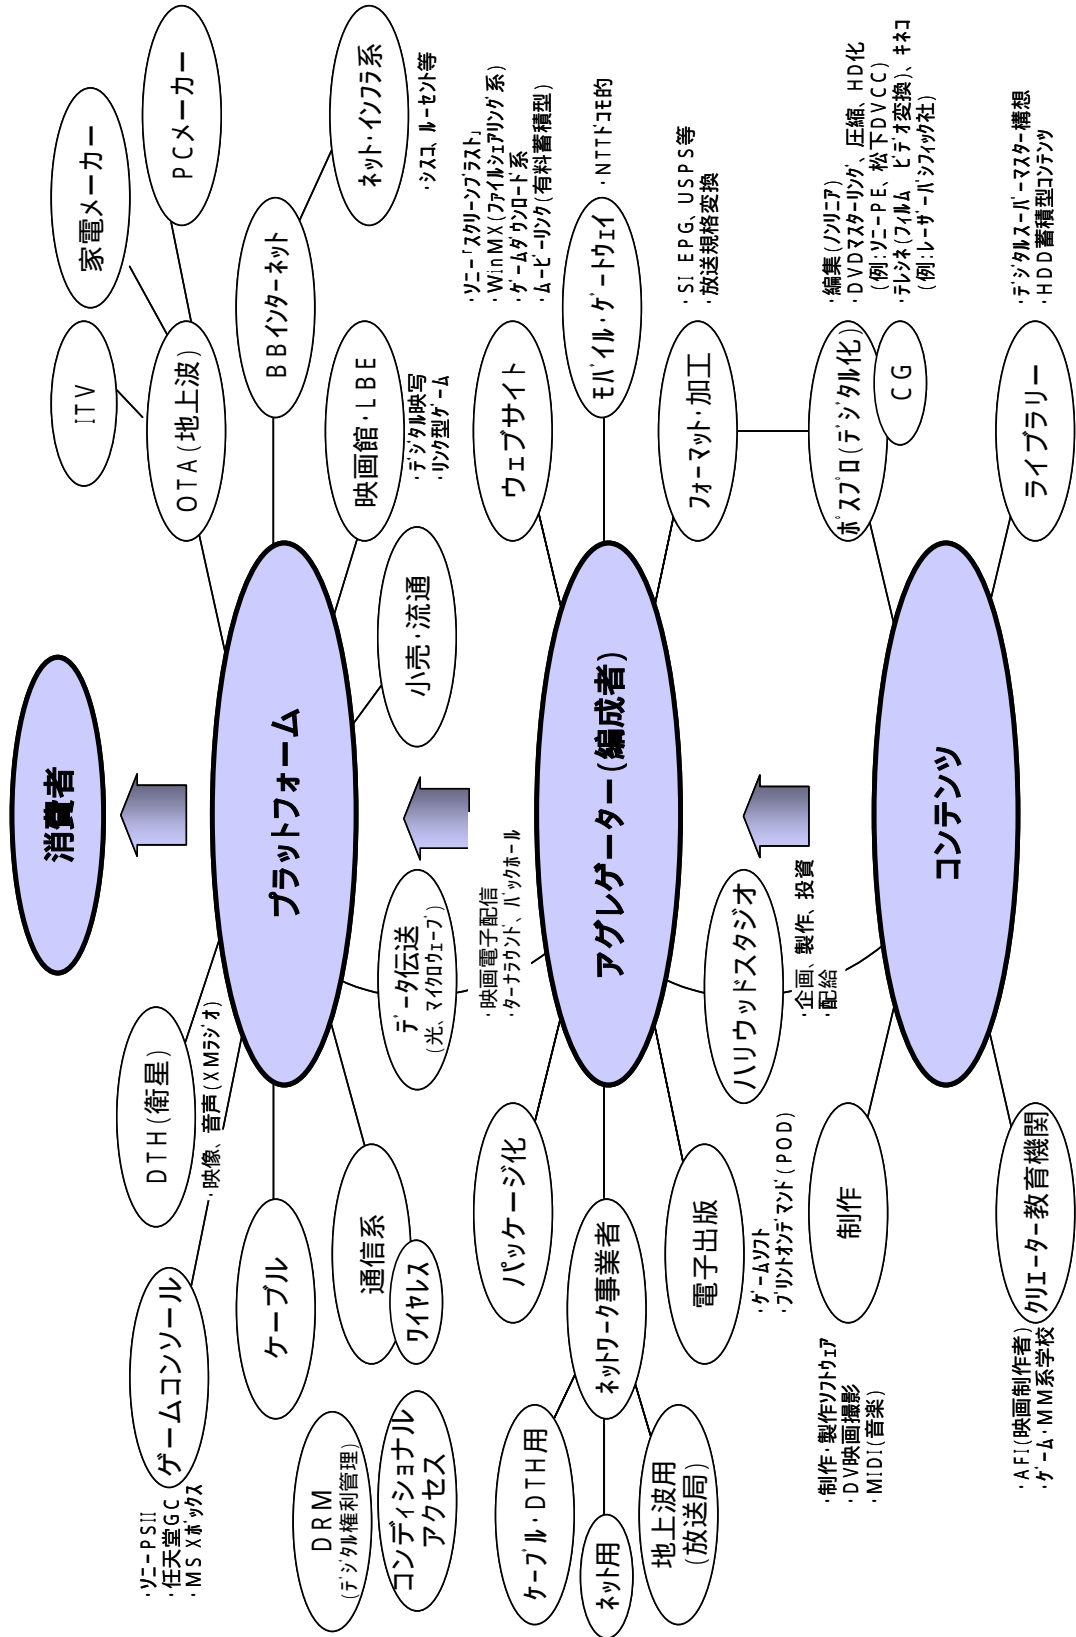 消費者
ITV
家電メーカー
PCメーカー
OTA(地上波)
DTH(衛星)
・映像、音声(XMラジオ)
ゲームコンソール
・ソニーPSII
・任天堂GC
・MS Xボックス
プラットフォーム
BBインターネット
ネット・インフラ系
・シスコ、ルーセント等
ケーブル
映画館・LBE
・デジタル映写
・リンク型ゲーム
通信系
ワイヤレス
小売・流通
DRM
(デジタル権利管理)
コンディショナル
アクセス
データ伝送
(光、マイクロウェーブ)
・映画電子配信
・ターナラウンド、バックホール
アグレゲーター(編成者)
ウェブサイト
・ソニー「スクリーンブラスト」
・WinMX(ファイルシェアリング系)
・ゲームダウンロード系
・ムービーリンク(有料蓄積型)
パッケージ化
モバイル・ゲートウェイ
・NTTドコモ的
ネットワーク事業者
ケーブル・DTH用
ネット用
地上波用
(放送局)
フォーマット・加工
・SI EPG、USPS等
・放送規格変換
電子出版
・ゲームソフト
・プリントオンデマンド(POD)
ハリウッドスタジオ
・企画、製作、投資
・配給
コンテンツ
ポスプロ(デジタル化)
CG
・編集(ノンリニア)
・DVDマスターリング、圧縮、HD化
(例:ソニーPE、松下DVCC)
・テレシネ(フィルム ビデオ変換)、キネコ
(例:レーザーパシフィック社)
制作
・制作・製作ソフトウェア
・DV映画撮影
・MIDI(音楽)
ライブラリー
・デジタルスーパーマスター構想
・HDD蓄積型コンテンツ
クリエーター教育機関
・AFI(映画制作者)
・ゲーム・MM系学校